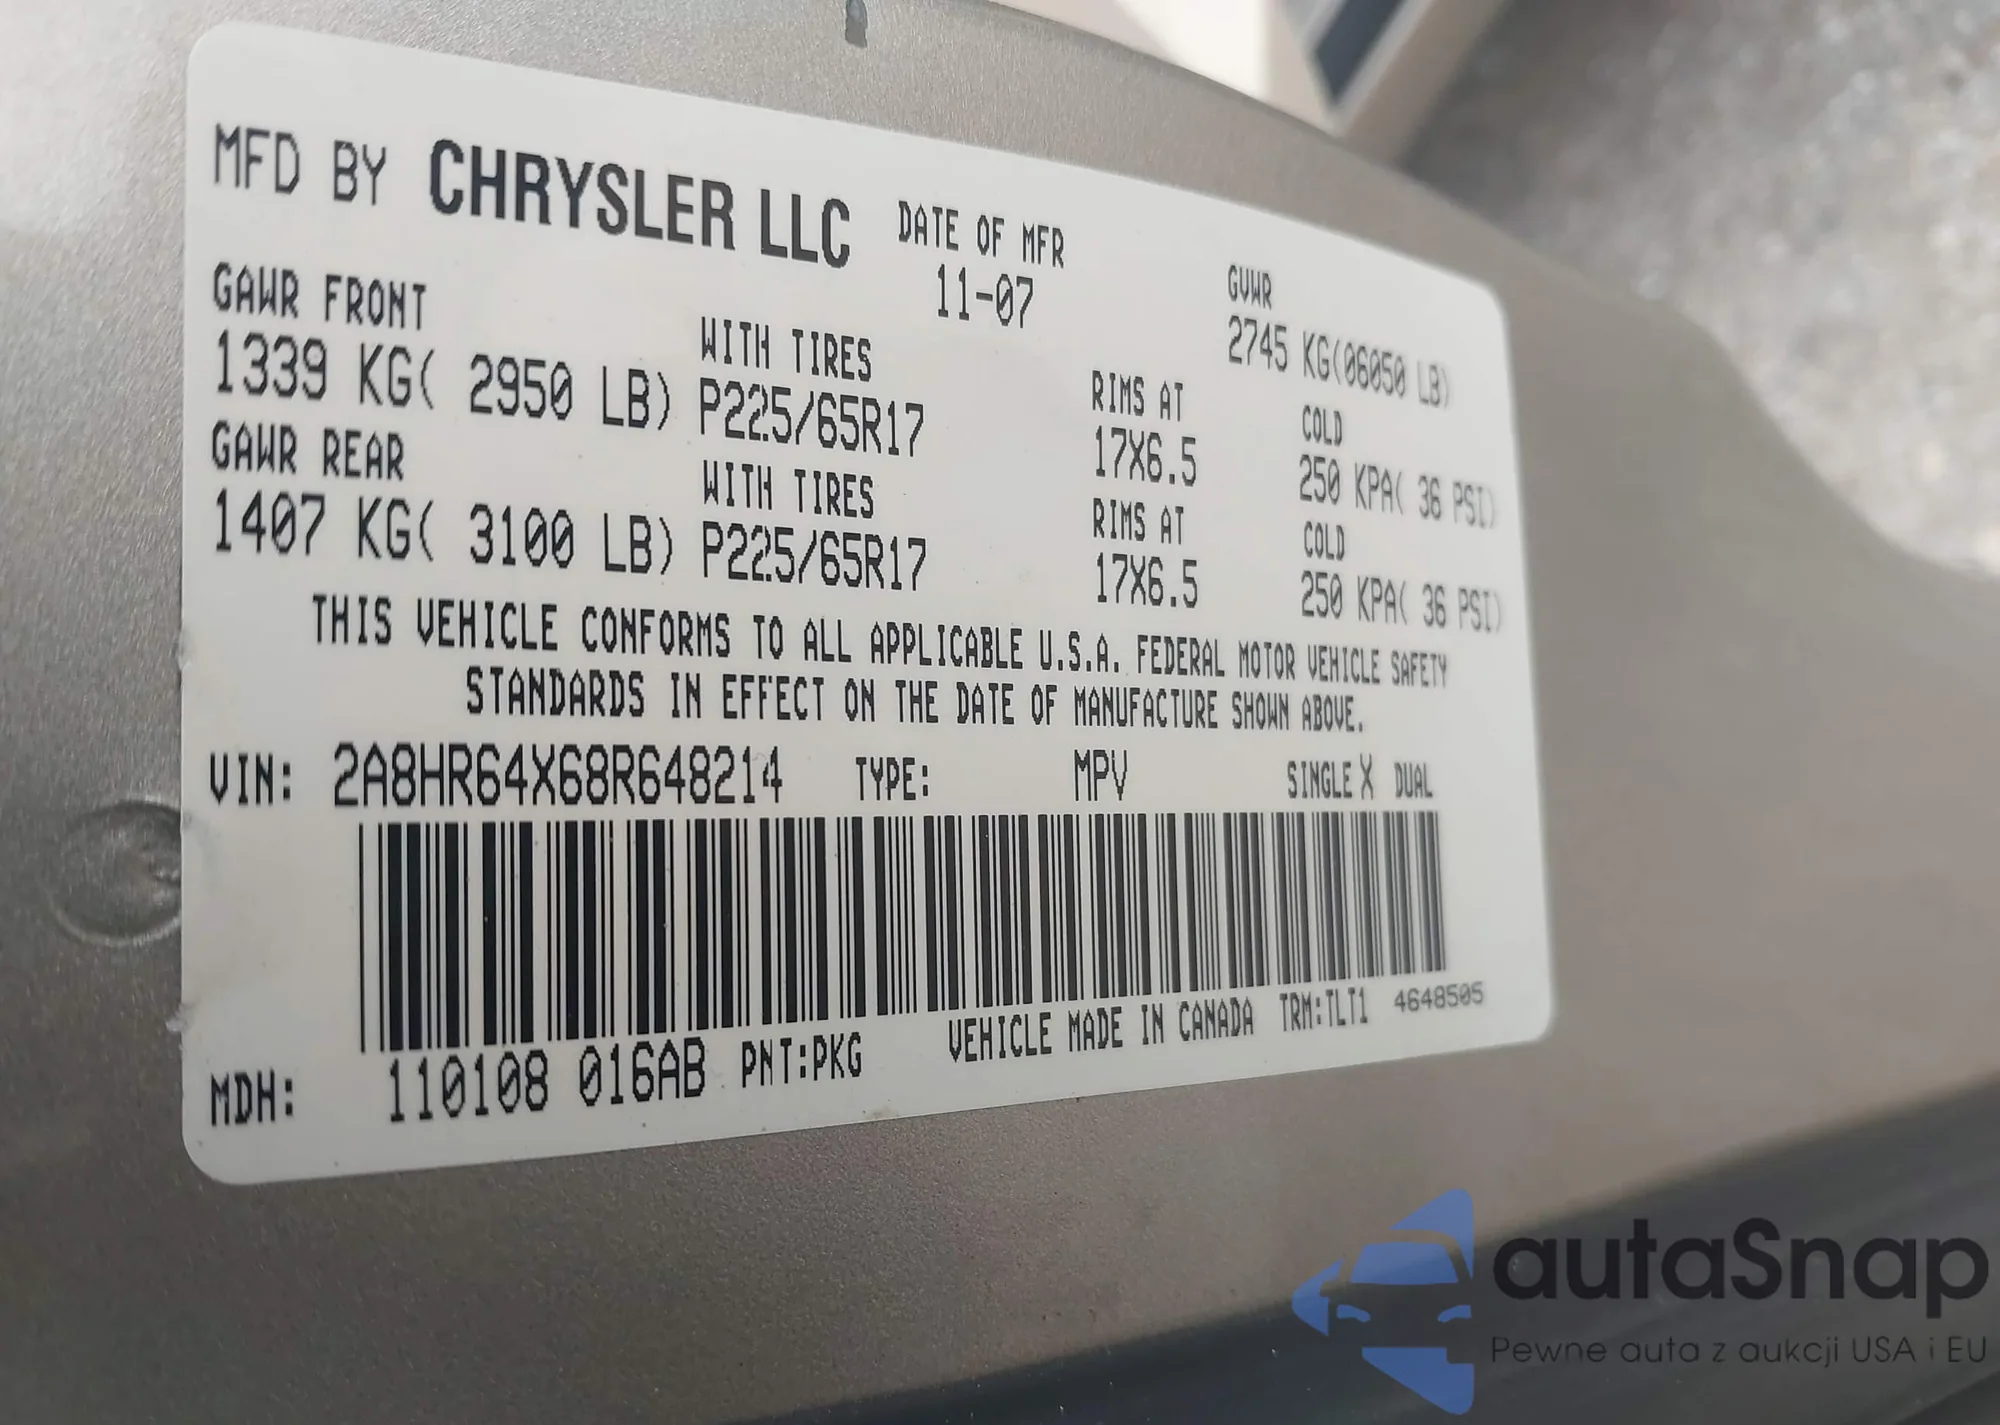 MFD BY CHRYSLER LLC DATE OF MFR GVWR
11-07 2745 KG(06050 LB)
GAWR FRONT WITH TIRES RIMS AT COLD
1339 KG( 2950 LB) P225/65R17 17X6.5 250 KPA( 36 PSI)
GAWR REAR WITH TIRES RIMS AT COLD
1407 KG( 3100 LB) P225/65R17 17X6.5 250 KPA( 36 PSI)
THIS VEHICLE CONFORMS TO ALL APPLICABLE U.S.A. FEDERAL MOTOR VEHICLE SAFETY
STANDARDS IN EFFECT ON THE DATE OF MANUFACTURE SHOWN ABOVE.
VIN: 2A8HR64X68R648214 TYPE: MPV SINGLE X DUAL
MDH: 110108 016AB PNT:PKG VEHICLE MADE IN CANADA TRM:TLT1 4648505
autaSnap
Pewne auta z aukcji USA i EU